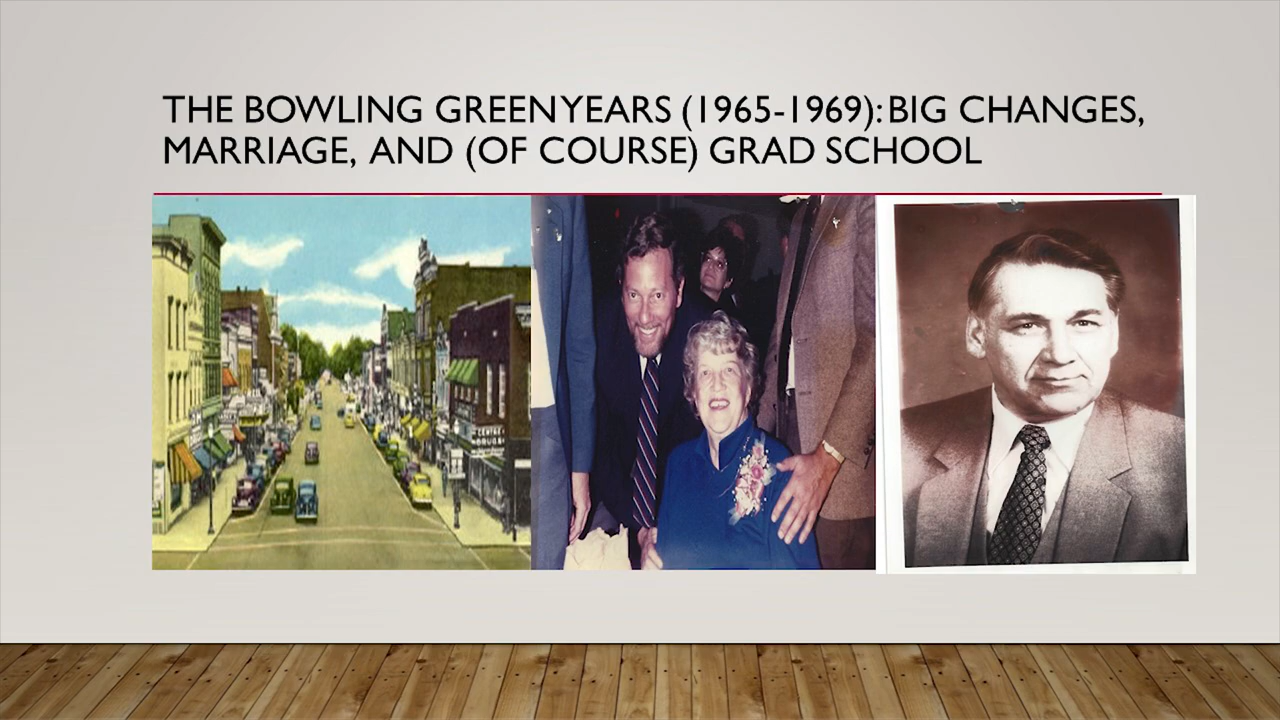 THE BOWLING GREEN YEARS (1965-1969): BIG CHANGES,
MARRIAGE, AND (OF COURSE) GRAD SCHOOL